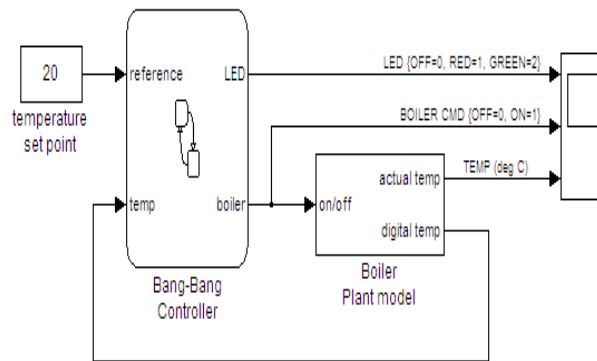 LED {OFF=0, RED=1, GREEN=2}
20
reference
LED
temperature
set point
BOILER CMD {OFF=0, ON=1}
actual temp
TEMP (deg C)
temp
boiler
on/off
digital temp
Bang-Bang
Controller
Boiler
Plant model